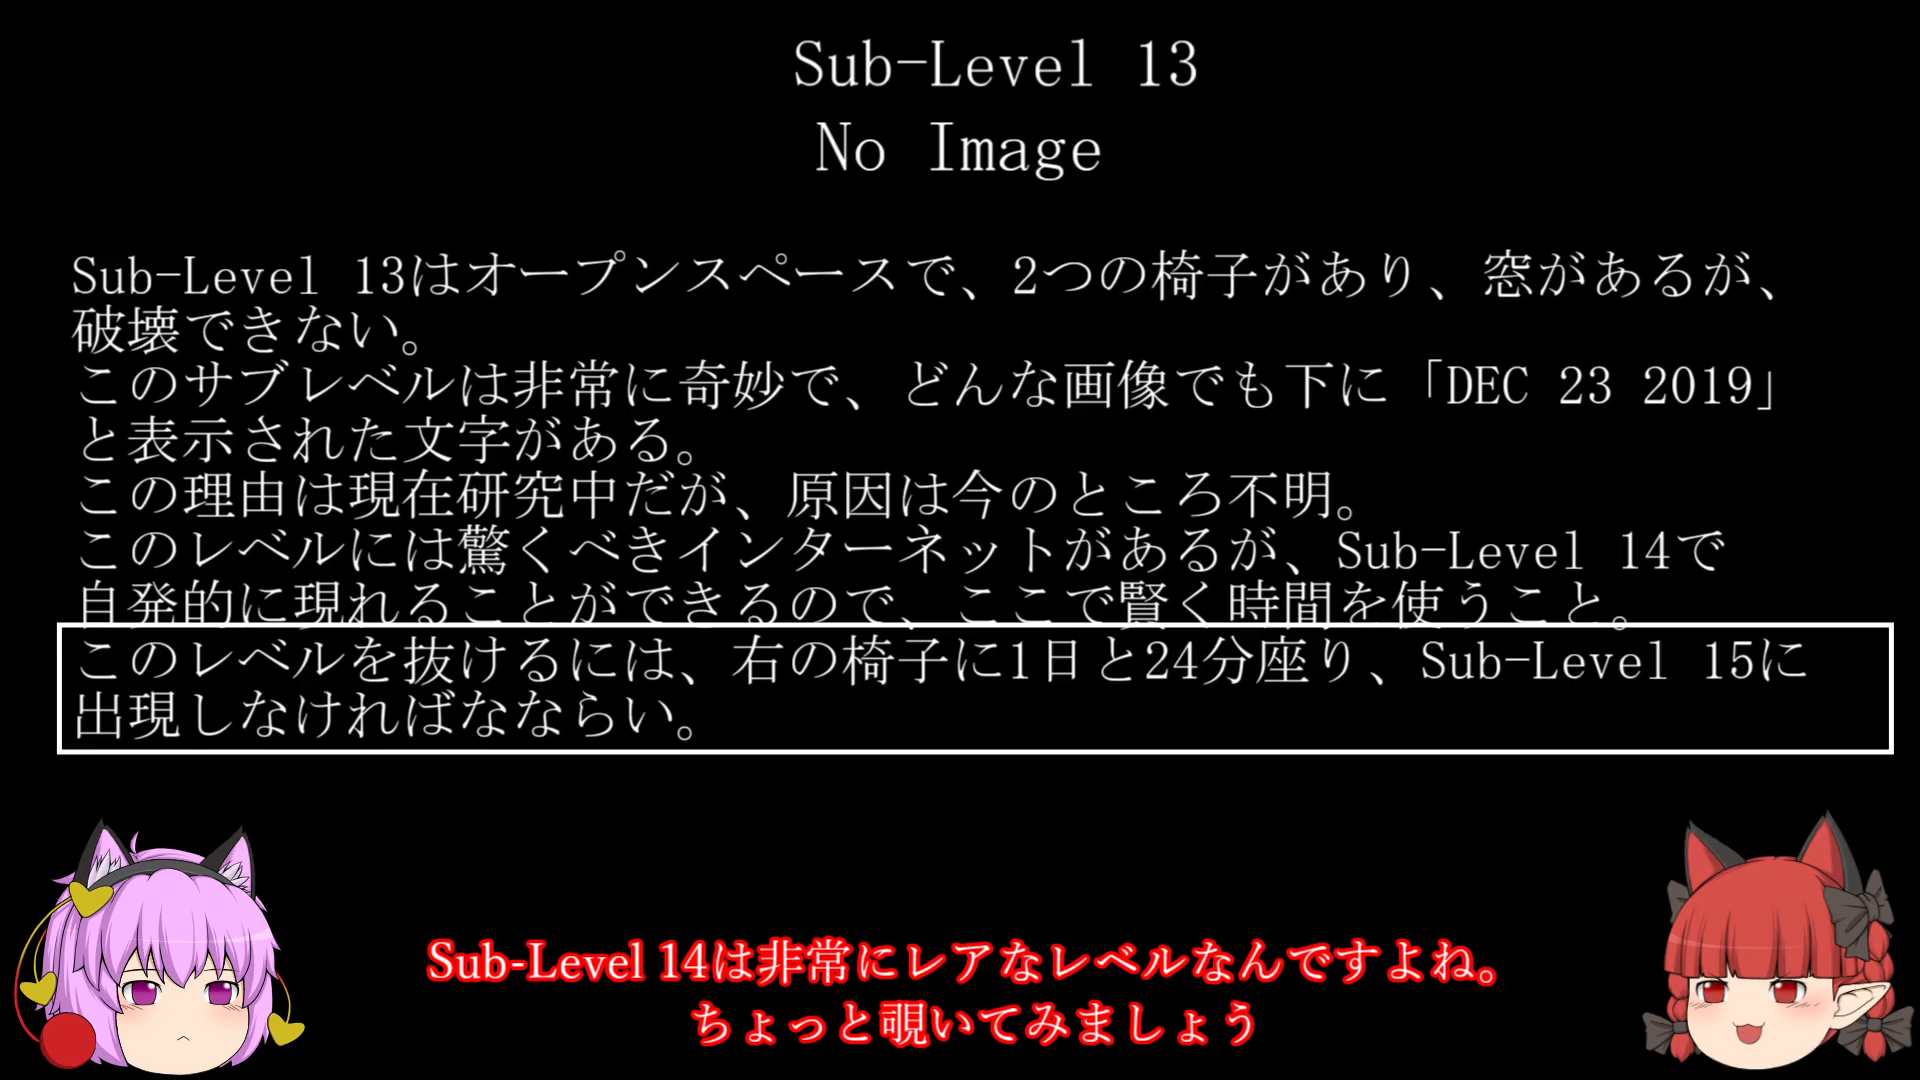 Sub-Level 13
No Image
Sub-Level 13はオープンスペースで、2つの椅子があり、窓があるが、
破壊できない。
このサブレベルは非常に奇妙で、どんな画像でも下に「DEC 23 2019」
と表示された文字がある。
この理由は現在研究中だが、原因は今のところ不明。
このレベルには驚くべきインターネットがあるが、Sub-Level 14で
自発的に現れることができるので、ここで賢く時間を使うこと。
このレベルを抜けるには、右の椅子に1日と24分座り、Sub-Level 15に
出現しなければなならい。
Sub-Level 14は非常にレアなレベルなんですよね。
ちょっと覗いてみましょう